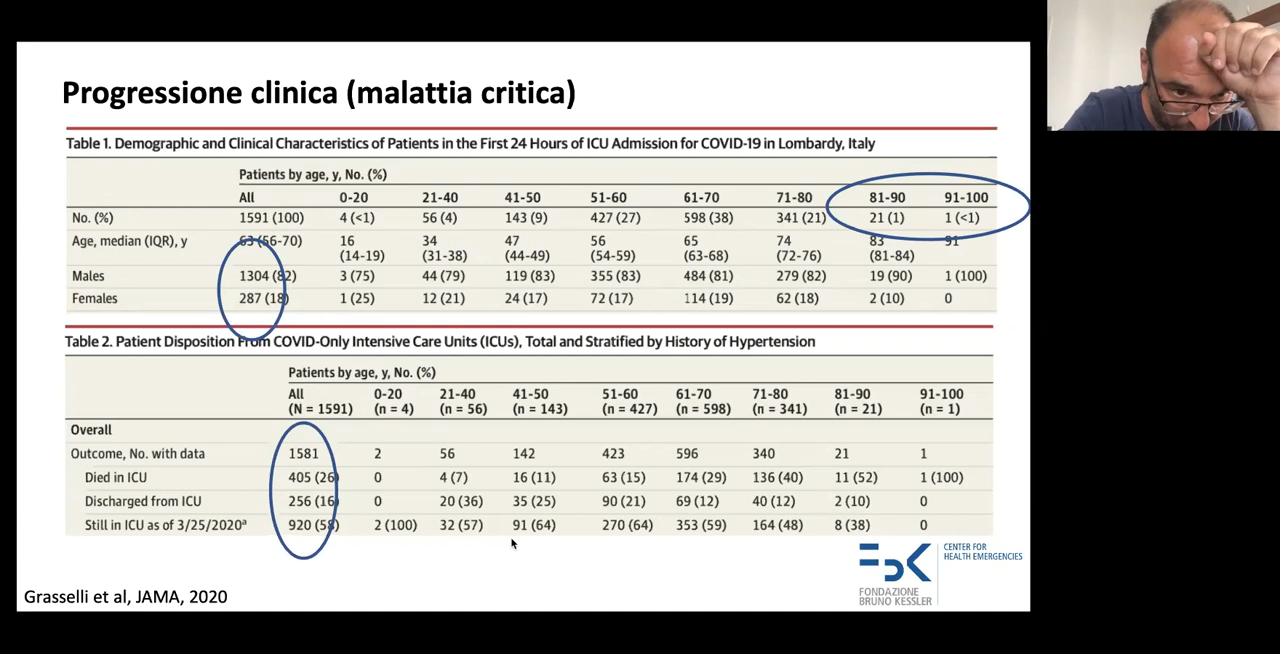 Progressione clinica (malattia critica)
Table 1. Demographic and Clinical Characteristics of Patients in the First 24 Hours of ICU Admission for COVID-19 in Lombardy, Italy
Patients by age, y, No. (%)
All 0-20 21-40 41-50 51-60 61-70 71-80 81-90 91-100
No. (%) 1591 (100) 4 (<1) 56 (4) 143 (9) 427 (27) 598 (38) 341 (21) 21 (1) 1 (<1)
Age, median (IQR), y 63 (56-70) 16 34 47 56 65 74 83 91
(14-19) (31-38) (44-49) (54-59) (63-68) (72-76) (81-84)
Males 1304 (82) 3 (75) 44 (79) 119 (83) 355 (83) 484 (81) 279 (82) 19 (90) 1 (100)
Females 287 (18) 1 (25) 12 (21) 24 (17) 72 (17) 114 (19) 62 (18) 2 (10) 0
Table 2. Patient Disposition From COVID-Only Intensive Care Units (ICUs), Total and Stratified by History of Hypertension
Patients by age, y, No. (%)
All 0-20 21-40 41-50 51-60 61-70 71-80 81-90 91-100
(N = 1591) (n = 4) (n = 56) (n = 143) (n = 427) (n = 598) (n = 341) (n = 21) (n = 1)
Overall
Outcome, No. with data 1581 2 56 142 423 596 340 21 1
Died in ICU 405 (26) 0 4 (7) 16 (11) 63 (15) 174 (29) 136 (40) 11 (52) 1 (100)
Discharged from ICU 256 (16) 0 20 (36) 35 (25) 90 (21) 69 (12) 40 (12) 2 (10) 0
Still in ICU as of 3/25/2020ª 920 (58) 2 (100) 32 (57) 91 (64) 270 (64) 353 (59) 164 (48) 8 (38) 0
Grasselli et al, JAMA, 2020
FBK
FONDAZIONE
BRUNO KESSLER
CENTER FOR
HEALTH EMERGENCIES